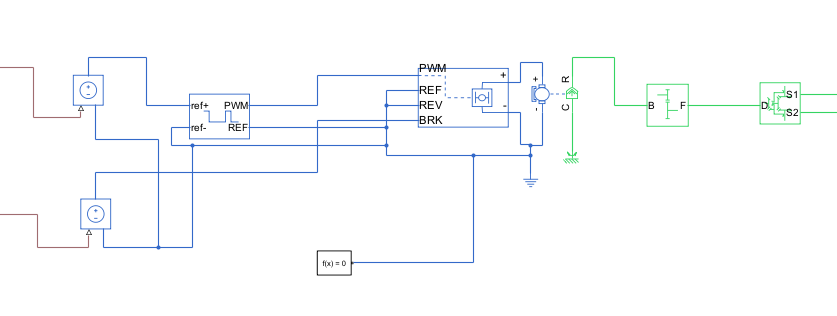 PWM
REF
REV
BRK
+
-
+
-
R
C
ref+ PWM
ref- REF
B F
D S1
S2
f(x) = 0